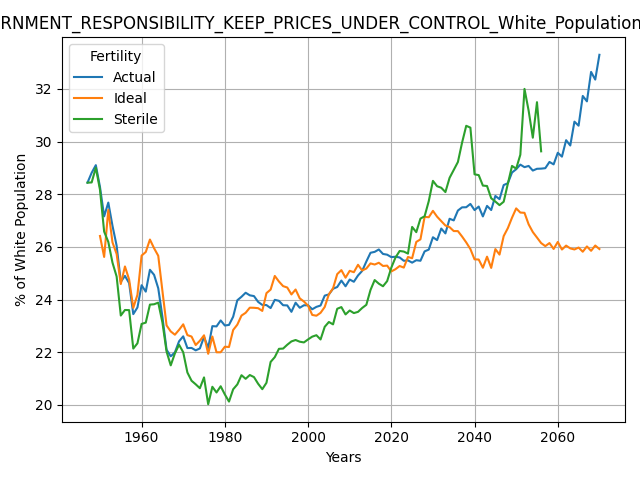 RNMENT_RESPONSIBILITY_KEEP_PRICES_UNDER_CONTROL_White_Population
Fertility
Actual
Ideal
Sterile
% of White Population
32
30
28
26
24
22
20
1960
1980
2000
2020
2040
2060
Years